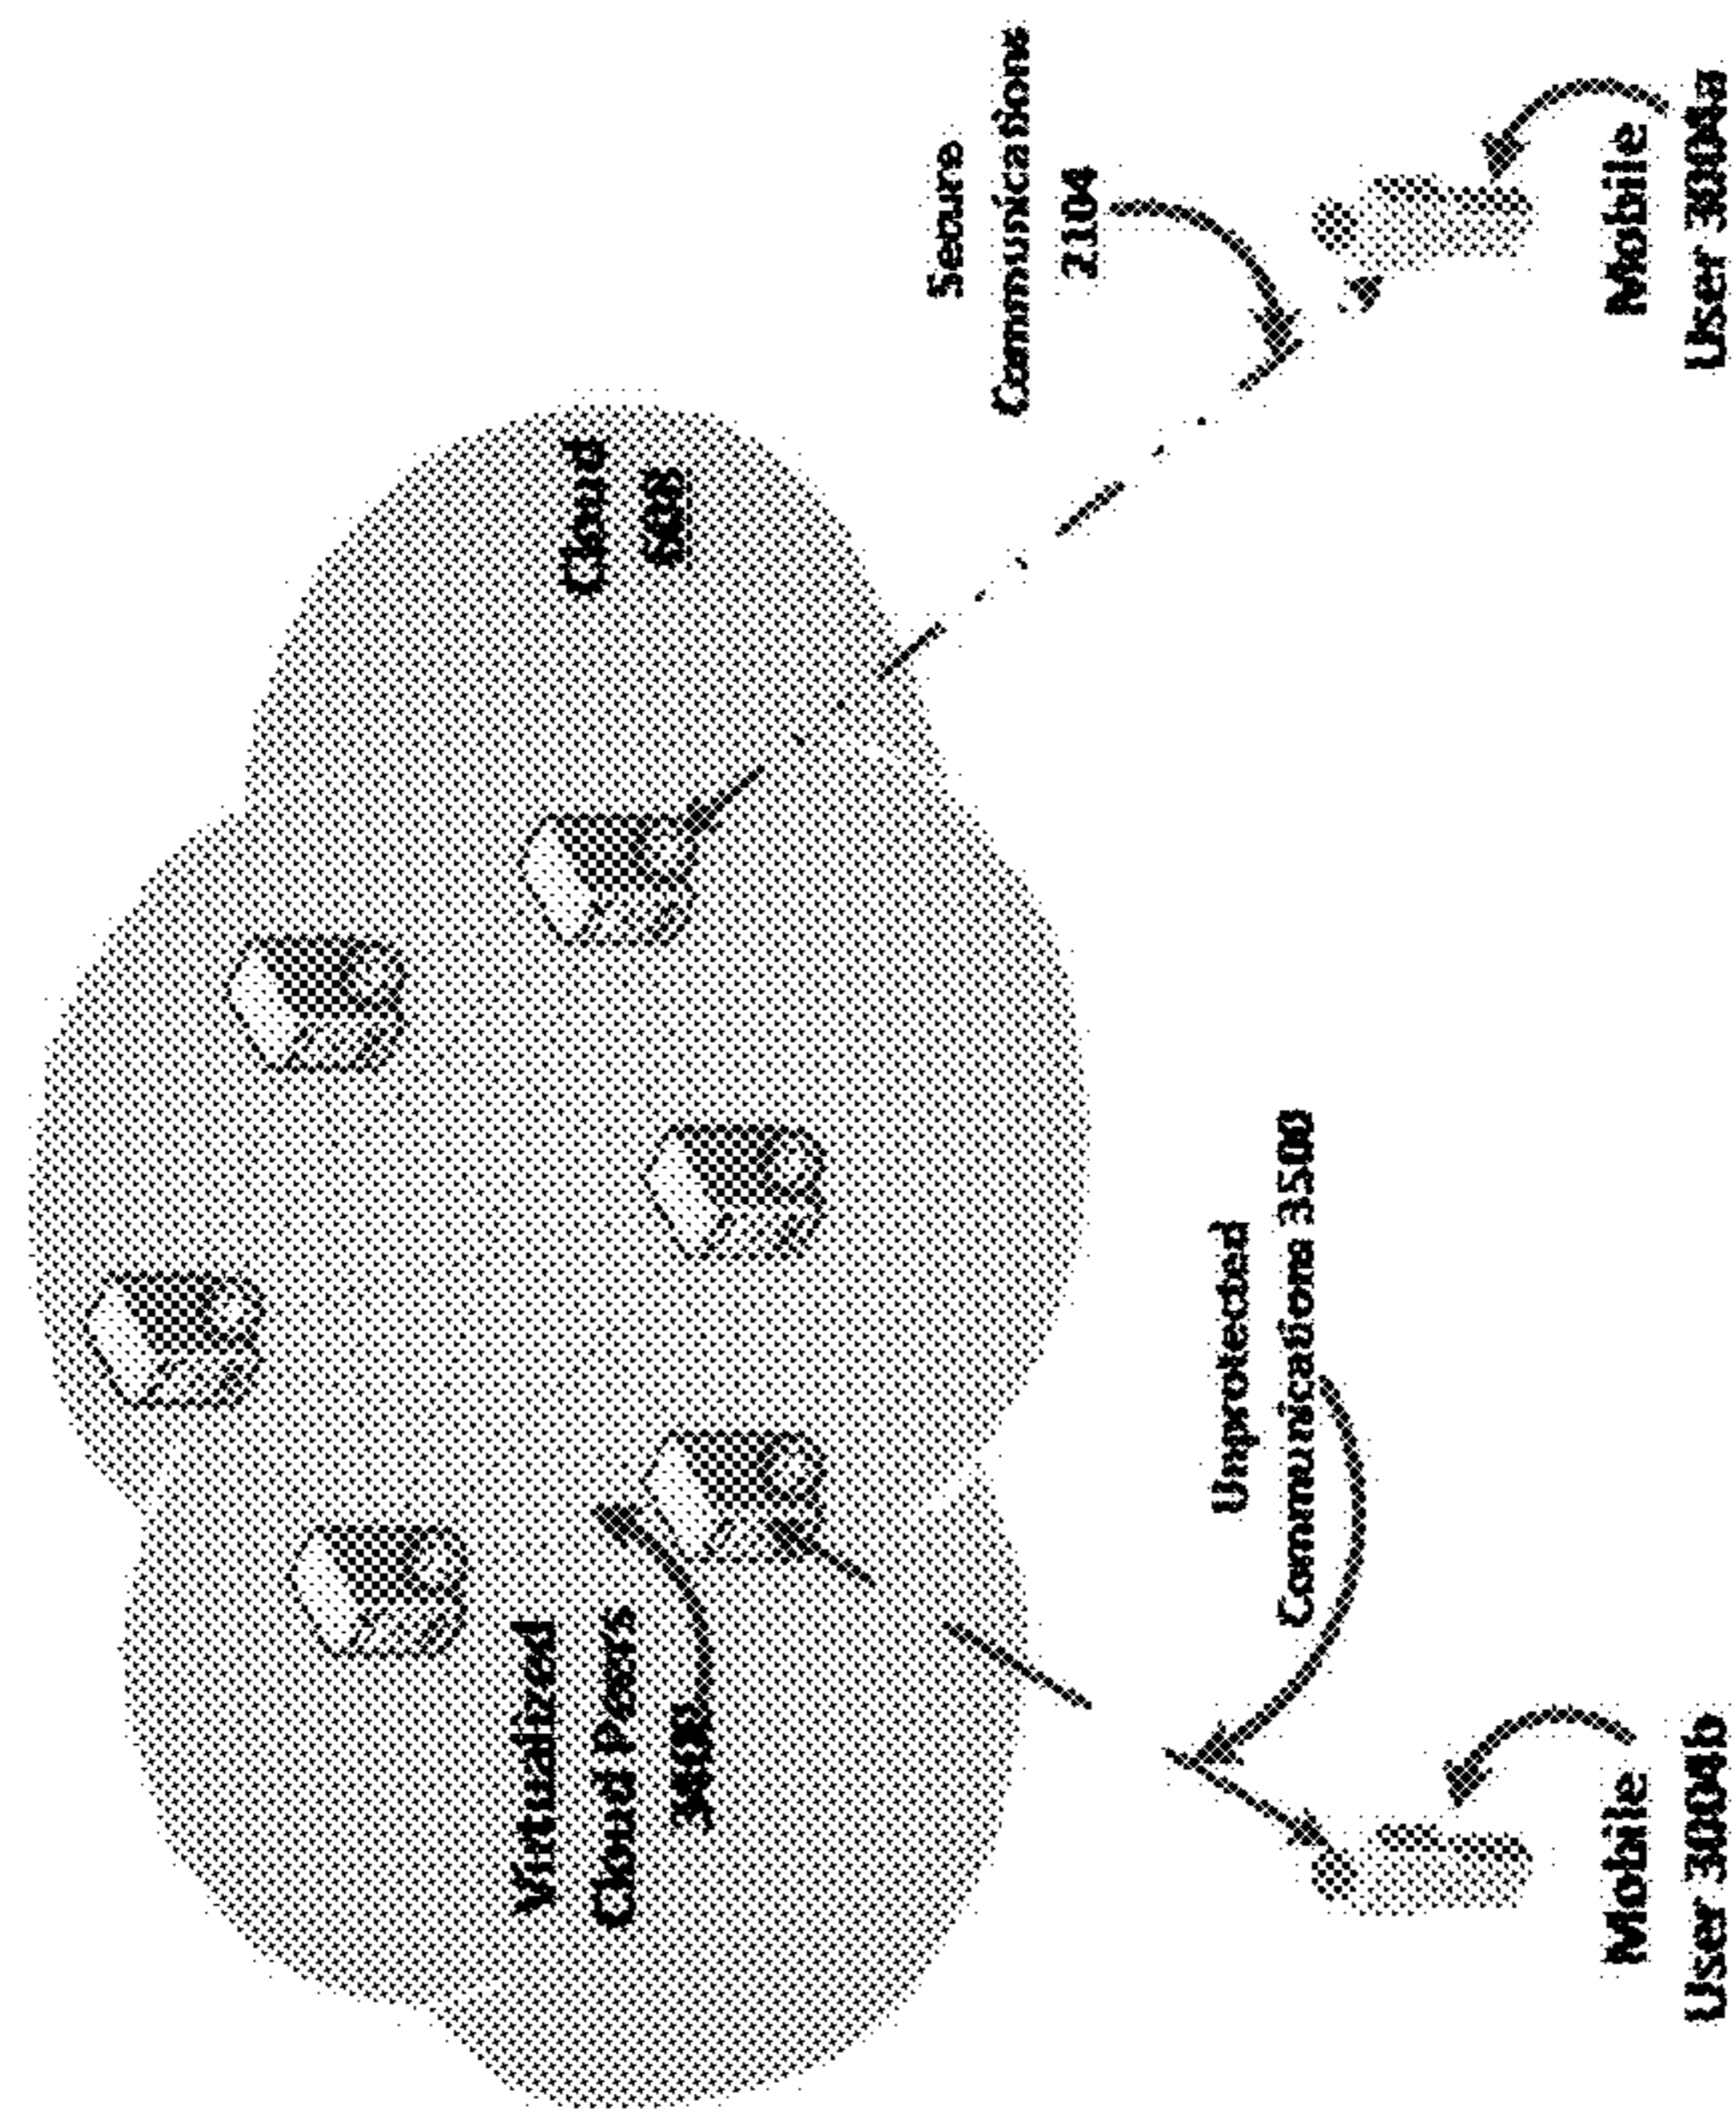 Virtualized
Cloud Peers
Cloud
Secure
Communications
2104
Unprotected
Communications 3500
Mobile
User 3004b
Mobile
User 3004a